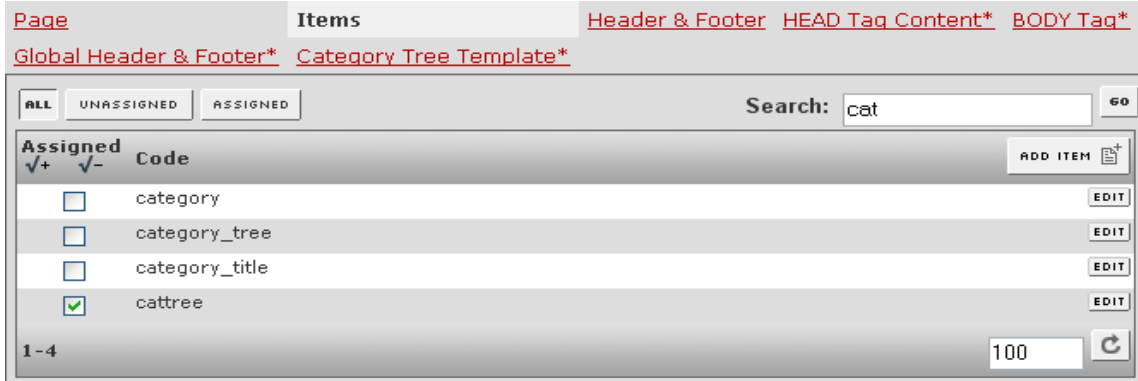 Page Items Header & Footer HEAD Tag Content* BODY Tag*
Global Header & Footer* Category Tree Template*
ALL UNASSIGNED ASSIGNED Search: cat GO
Assigned Code ADD ITEM
√+ √-
category EDIT
category_tree EDIT
category_title EDIT
cattree EDIT
1-4 100